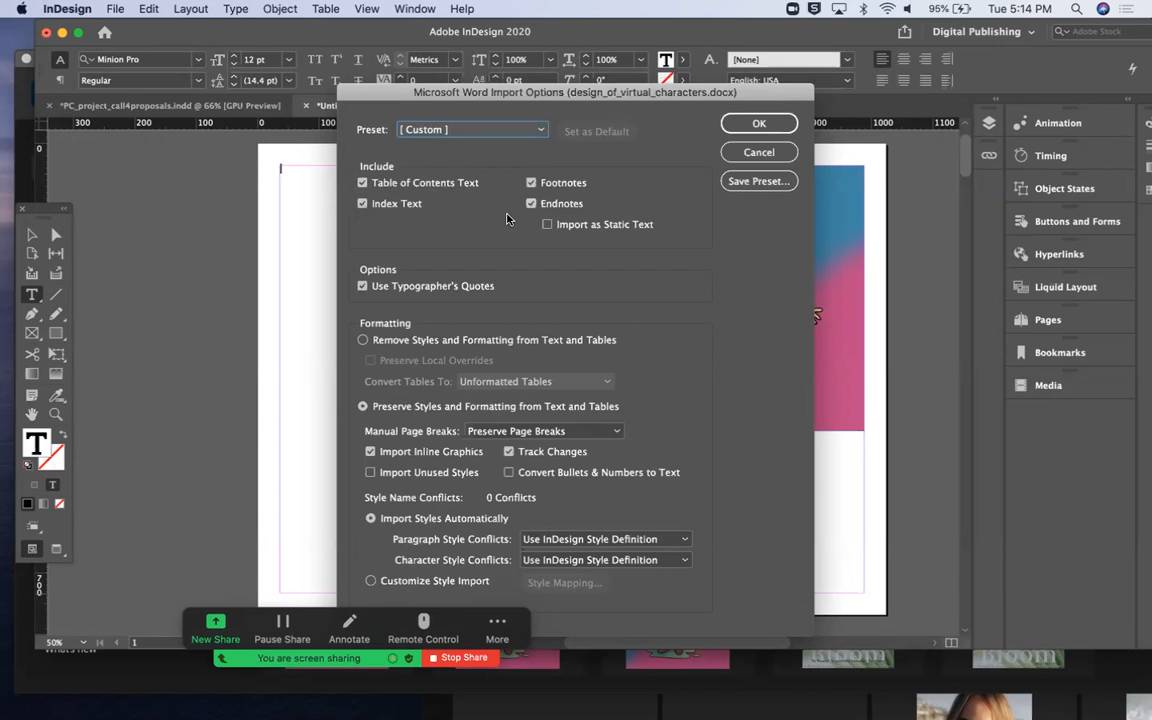 InDesign File Edit Layout Type Object Table View Window Help 95% Tue 5:14 PM
Adobe InDesign 2020 Digital Publishing Adobe Stock
A Minion Pro 12 pt Metrics 100% 100% T A. [None]
Regular (14.4 pt) 0 0 pt 0° English: USA
*PC_project_call4proposals.indd @ 66% [GPU Preview]
Microsoft Word Import Options (design_of_virtual_characters.docx)
300 200 100 0 900 1000 1100
Preset: [ Custom ] Set as Default OK
Cancel
Save Preset...
Include
Table of Contents Text Footnotes
Index Text Endnotes
Import as Static Text
Options
Use Typographer's Quotes
Formatting
Remove Styles and Formatting from Text and Tables
Preserve Local Overrides
Convert Tables To: Unformatted Tables
Preserve Styles and Formatting from Text and Tables
Manual Page Breaks: Preserve Page Breaks
Import Inline Graphics Track Changes
Import Unused Styles Convert Bullets & Numbers to Text
Style Name Conflicts: 0 Conflicts
Import Styles Automatically
Paragraph Style Conflicts: Use InDesign Style Definition
Character Style Conflicts: Use InDesign Style Definition
Customize Style Import Style Mapping...
Animation
Timing
Object States
Buttons and Forms
Hyperlinks
Liquid Layout
Pages
Bookmarks
Media
New Share Pause Share Annotate Remote Control More
50% 1
You are screen sharing Stop Share
What's new
Bloom